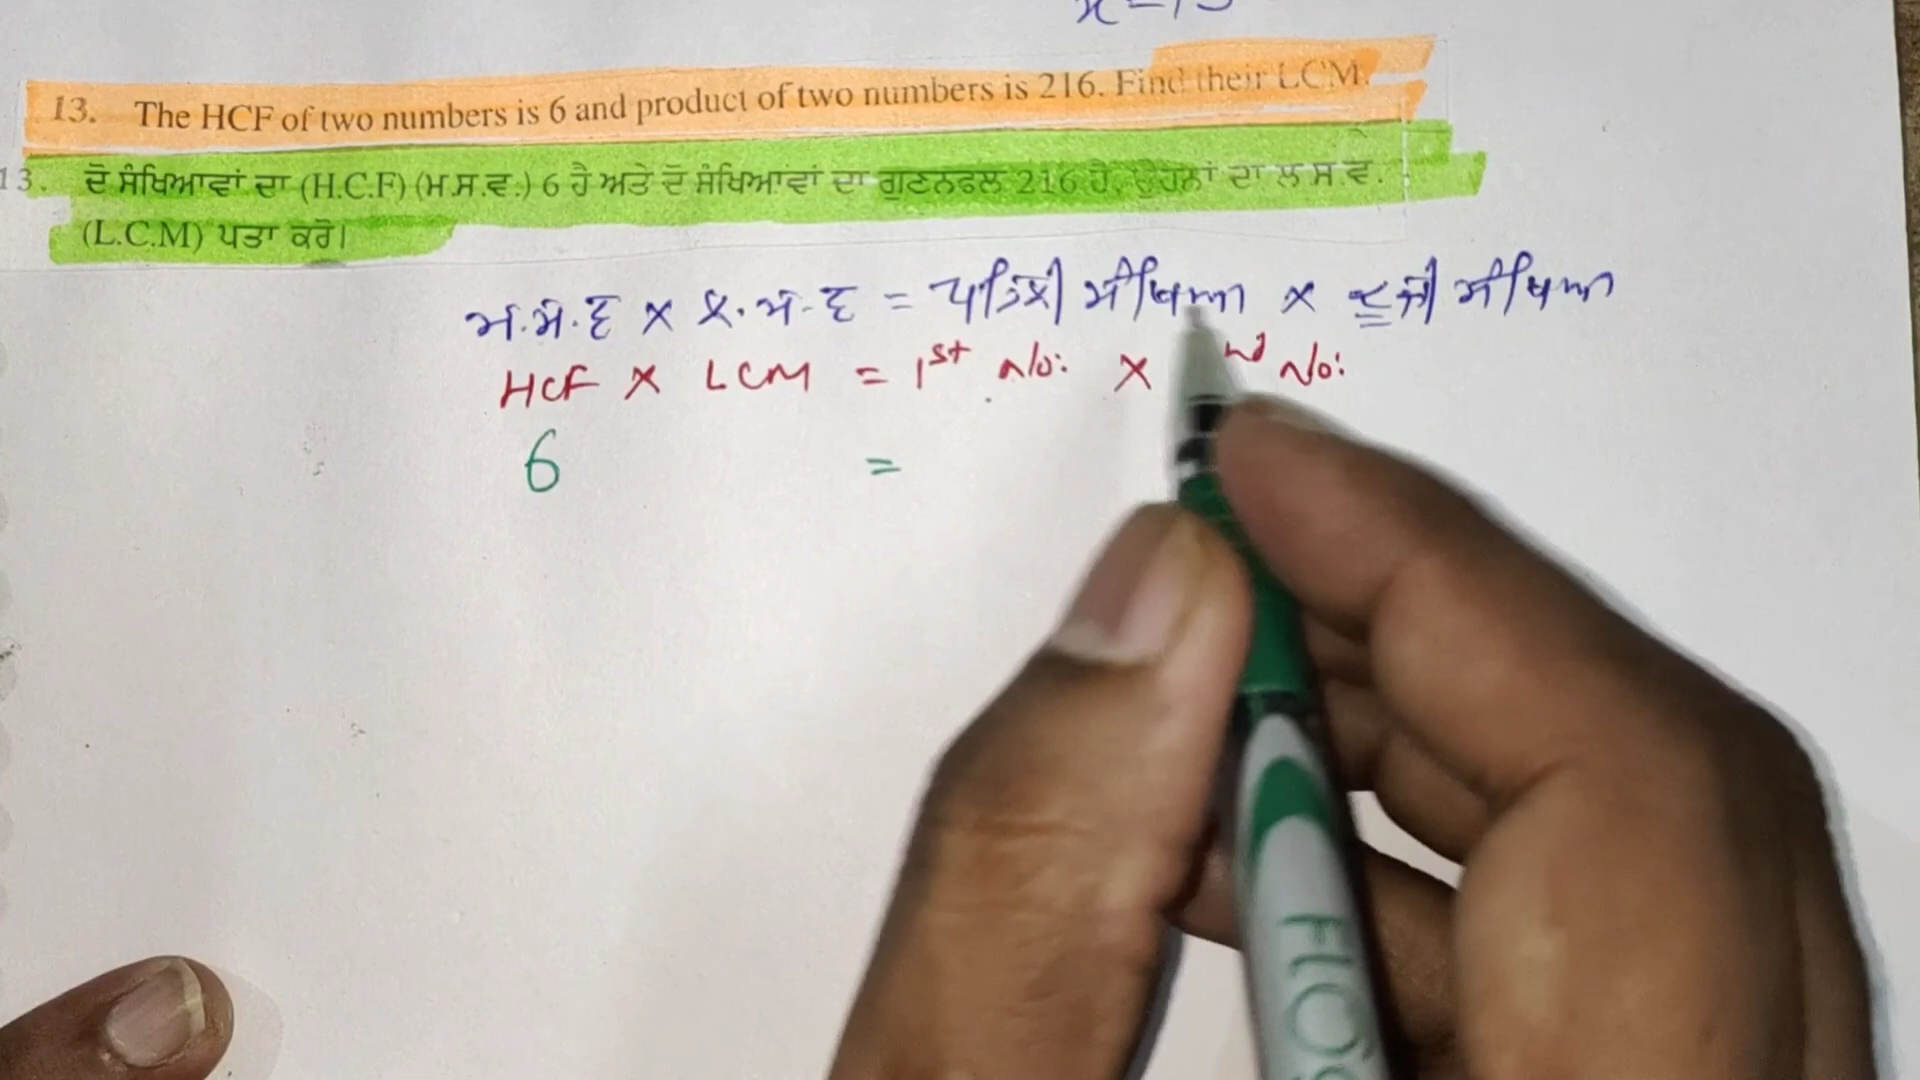 13. The HCF of two numbers is 6 and product of two numbers is 216. Find their LCM.
13. ਦੋ ਸੰਖਿਆਵਾਂ ਦਾ (H.C.F) (ਮ.ਸ.ਵ.) 6 ਹੈ ਅਤੇ ਦੋ ਸੰਖਿਆਵਾਂ ਦਾ ਗੁਣਨਫਲ 216 ਹੈ, ਉਹਨਾਂ ਦਾ ਲ.ਸ.ਵ.
(L.C.M) ਪਤਾ ਕਰੋ।
ਮ.ਸ.ਵ × ਲ.ਸ.ਵ = ਪਹਿਲੀ ਸੰਖਿਆ × ਦੂਜੀ ਸੰਖਿਆ
HCF × LCM = 1st No: × nd No:
6 =